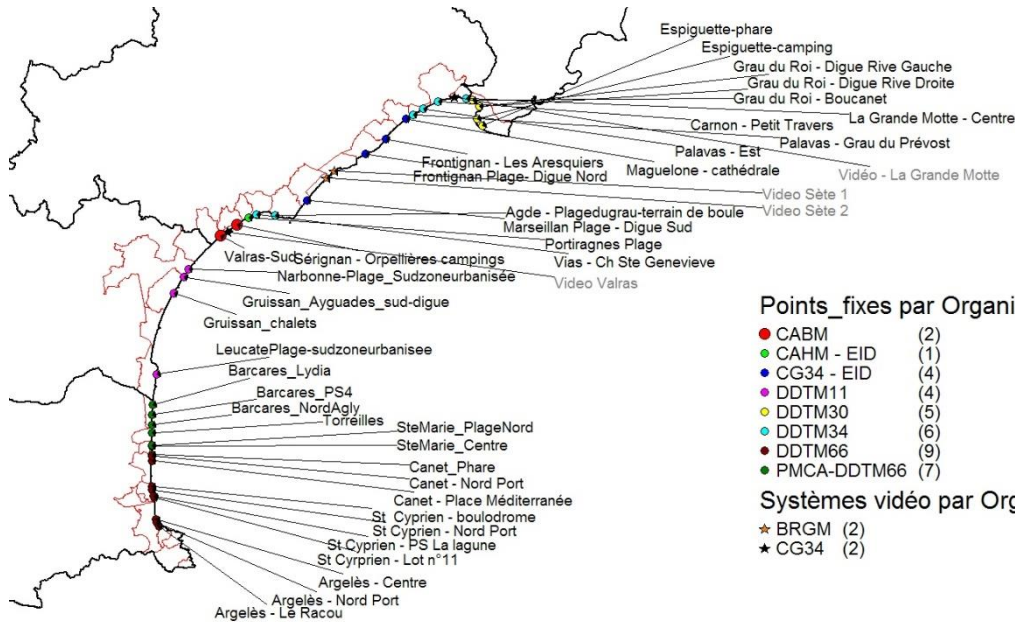 Espiguette-phare
Espiguette-camping
Grau du Roi - Digue Rive Gauche
Grau du Roi - Digue Rive Droite
Grau du Roi - Boucanet
La Grande Motte - Centre
Carnon - Petit Travers
Palavas - Grau du Prévost
Palavas - Est
Frontignan - Les Aresquiers
Maguelone - cathédrale
Vidéo - La Grande Motte
Frontignan Plage- Digue Nord
Video Sète 1
Video Sète 2
Agde - Plagedugrau-terrain de boule
Marseillan Plage - Digue Sud
Portiragnes Plage
Valras-Sud
Sérignan - Orpellières campings
Vias - Ch Ste Genevieve
Narbonne-Plage_Sudzoneurbanisée
Video Valras
Gruissan_Ayguades_sud-digue
Gruissan_chalets
LeucatePlage-sudzoneurbanisee
Barcares_Lydia
Barcares_PS4
Barcares_NordAgly
Torreilles
SteMarie_PlageNord
SteMarie_Centre
Canet_Phare
Canet - Nord Port
Canet - Place Méditerranée
St Cyprien - boulodrome
St Cyprien - Nord Port
St Cyprien - PS La lagune
St Cyrprien - Lot n°11
Argelès - Centre
Argelès - Nord Port
Argelès - Le Racou
Points_fixes par Organi
CABM (2)
CAHM - EID (1)
CG34 - EID (4)
DDTM11 (4)
DDTM30 (5)
DDTM34 (6)
DDTM66 (9)
PMCA-DDTM66 (7)
Systèmes vidéo par Org
BRGM (2)
CG34 (2)